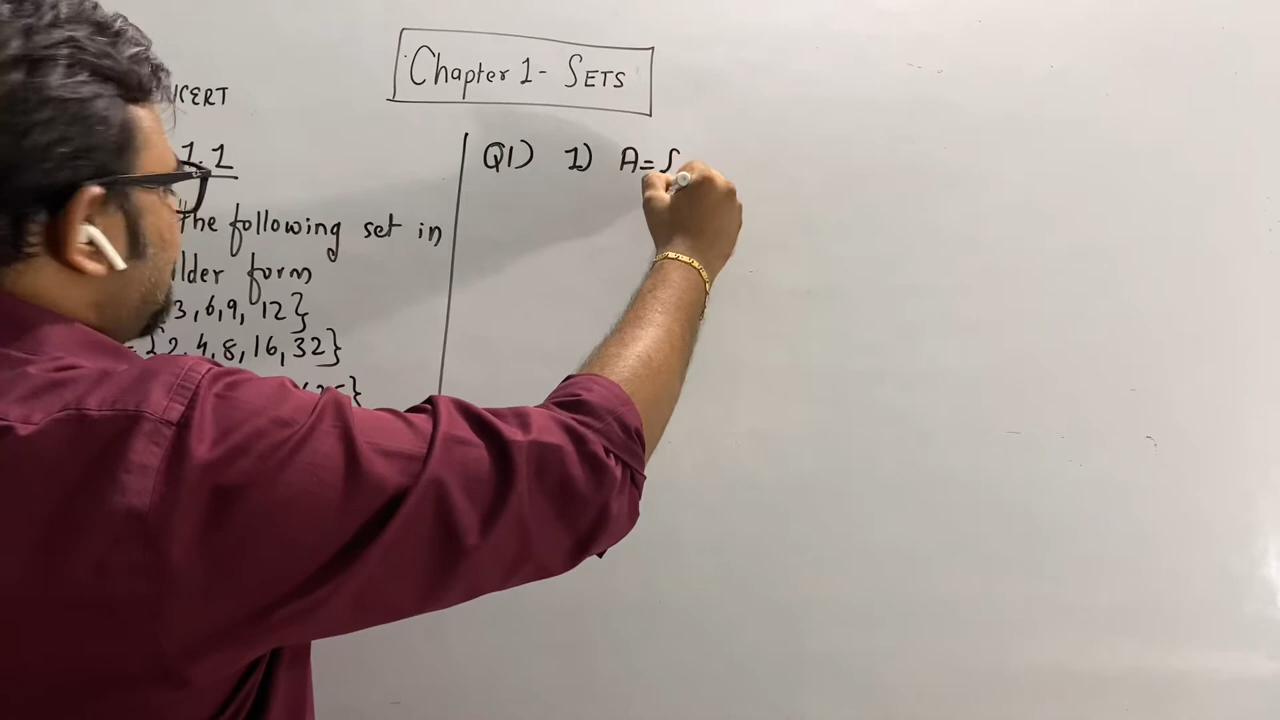 Chapter 1- SETS
NCERT
1.1
the following set in
lder form
3, 6, 9, 12}
= {2, 4, 8, 16, 32}
Q1) 1) A = {